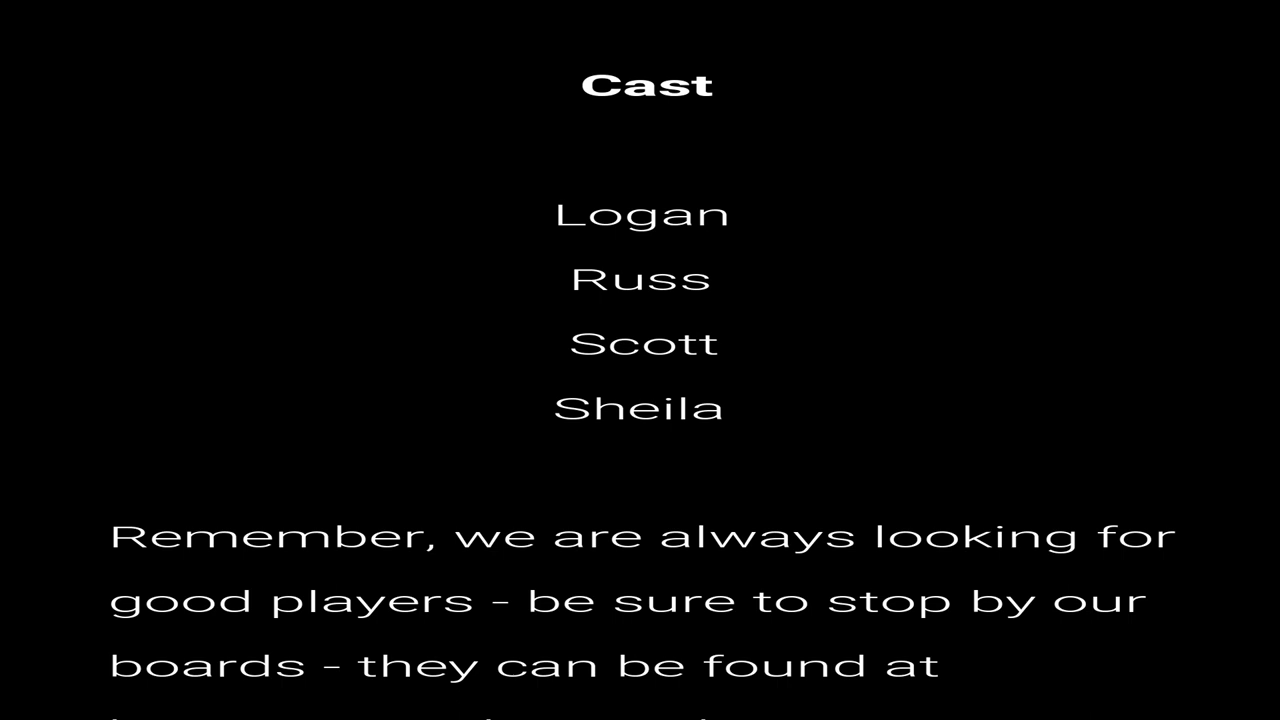 Cast
Logan
Russ
Scott
Sheila
Remember, we are always looking for
good players - be sure to stop by our
boards - they can be found at